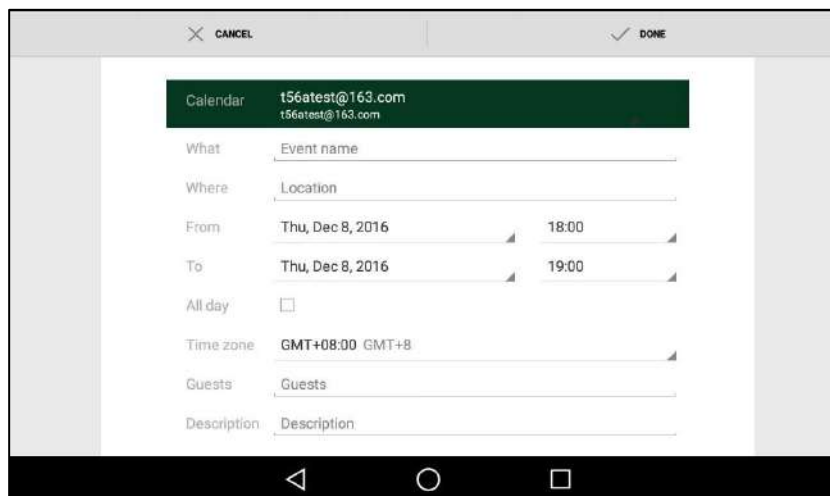 CANCEL DONE
Calendar t56atest@163.com
t56atest@163.com
What Event name
Where Location
From Thu, Dec 8, 2016 18:00
To Thu, Dec 8, 2016 19:00
All day
Time zone GMT+08:00 GMT+8
Guests Guests
Description Description